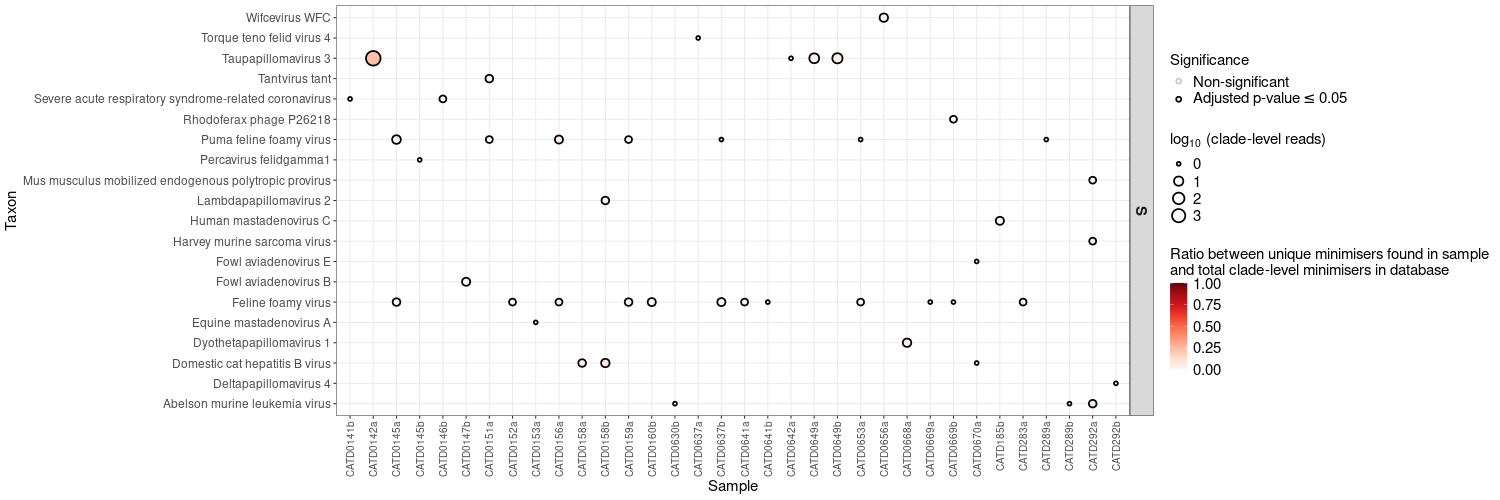 Wifcevirus WFC
Torque teno felid virus 4
Taupapillomavirus 3
Tantvirus tant
Severe acute respiratory syndrome-related coronavirus
Rhodoferax phage P26218
Puma feline foamy virus
Percavirus felidgamma1
Mus musculus mobilized endogenous polytropic provirus
Lambdapapillomavirus 2
Human mastadenovirus C
Harvey murine sarcoma virus
Fowl aviadenovirus E
Fowl aviadenovirus B
Feline foamy virus
Equine mastadenovirus A
Dyothetapapillomavirus 1
Domestic cat hepatitis B virus
Deltapapillomavirus 4
Abelson murine leukemia virus
Taxon
CATD0141b
CATD0142a
CATD0145a
CATD0145b
CATD0146b
CATD0147b
CATD0151a
CATD0152a
CATD0153a
CATD0156a
CATD0158a
CATD0158b
CATD0159a
CATD0160b
CATD0630b
CATD0637a
CATD0637b
CATD0641a
CATD0641b
CATD0642a
CATD0649a
CATD0649b
CATD0653a
CATD0656a
CATD0668a
CATD0669a
CATD0669b
CATD0670a
CATD185b
CATD283a
CATD289a
CATD289b
CATD292a
CATD292b
Sample
S
Significance
Non-significant
Adjusted p-value ≤ 0.05
log₁₀ (clade-level reads)
0
1
2
3
Ratio between unique minimisers found in sample
and total clade-level minimisers in database
1.00
0.75
0.50
0.25
0.00